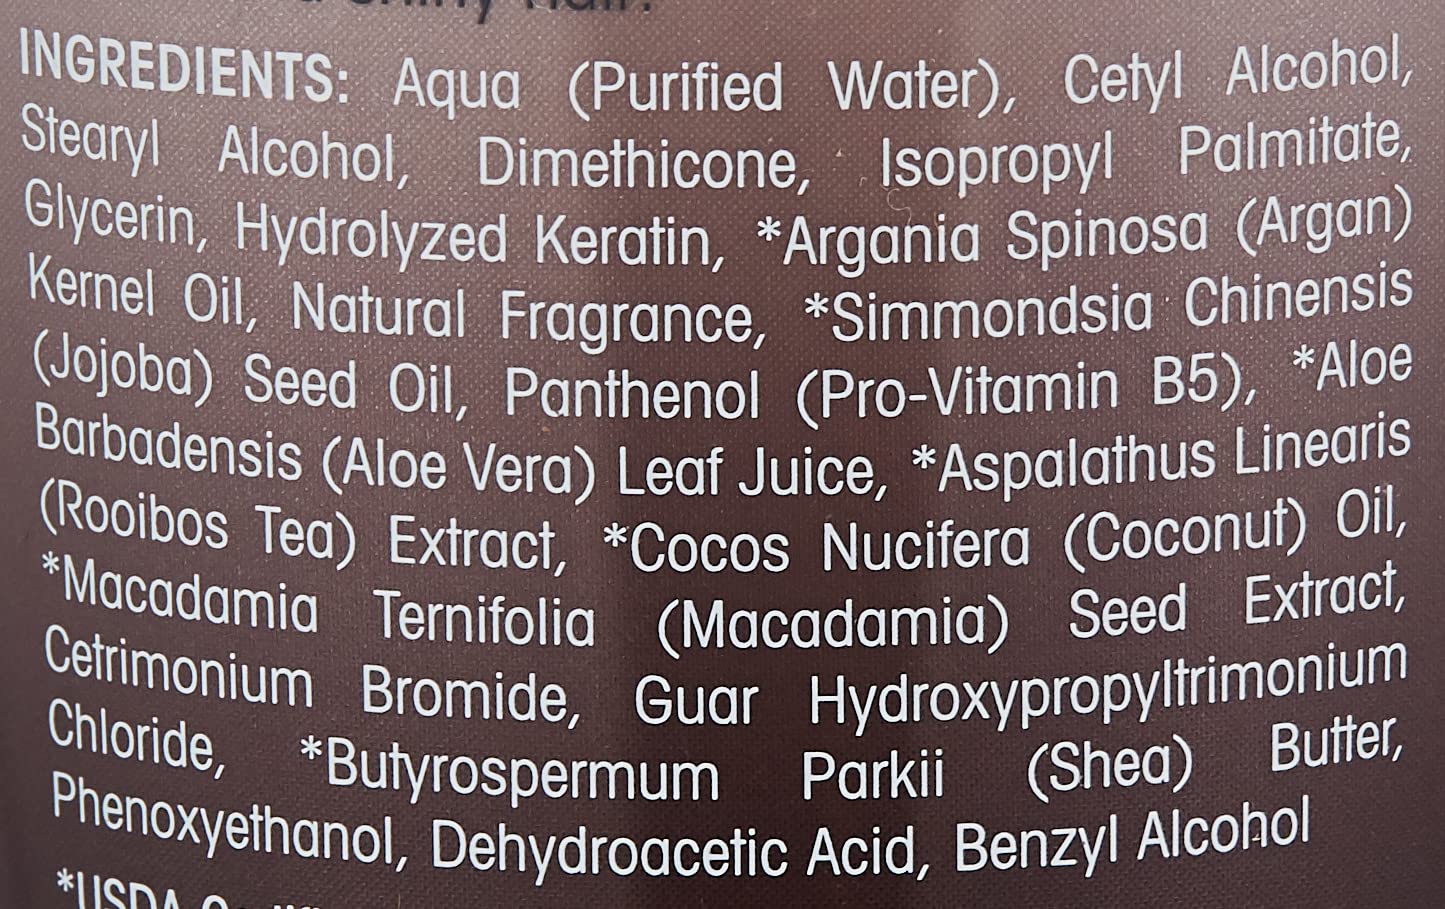 shiny hair.
INGREDIENTS: Aqua (Purified Water), Cetyl Alcohol,
Stearyl Alcohol, Dimethicone, Isopropyl Palmitate,
Glycerin, Hydrolyzed Keratin, *Argania Spinosa (Argan)
Kernel Oil, Natural Fragrance, *Simmondsia Chinensis
(Jojoba) Seed Oil, Panthenol (Pro-Vitamin B5), *Aloe
Barbadensis (Aloe Vera) Leaf Juice, *Aspalathus Linearis
(Rooibos Tea) Extract, *Cocos Nucifera (Coconut) Oil,
*Macadamia Ternifolia (Macadamia) Seed Extract,
Cetrimonium Bromide, Guar Hydroxypropyltrimonium
Chloride, *Butyrospermum Parkii (Shea) Butter,
Phenoxyethanol, Dehydroacetic Acid, Benzyl Alcohol
*USDA